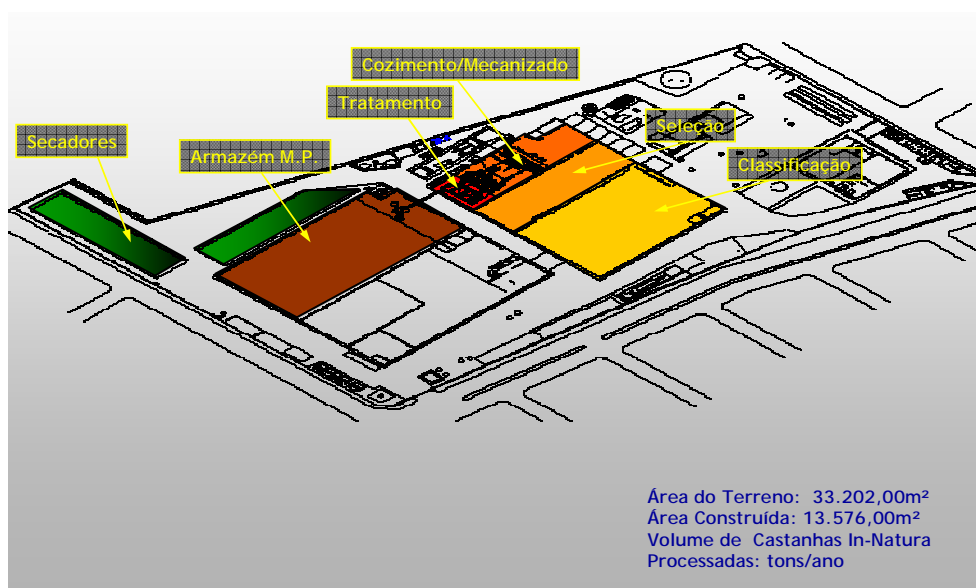 Cozimento/Mecanizado
Tratamento
Seleção
Secadores
Armazém M.P.
Classificação
Área do Terreno: 33.202,00m²
Área Construída: 13.576,00m²
Volume de Castanhas In-Natura
Processadas: tons/ano